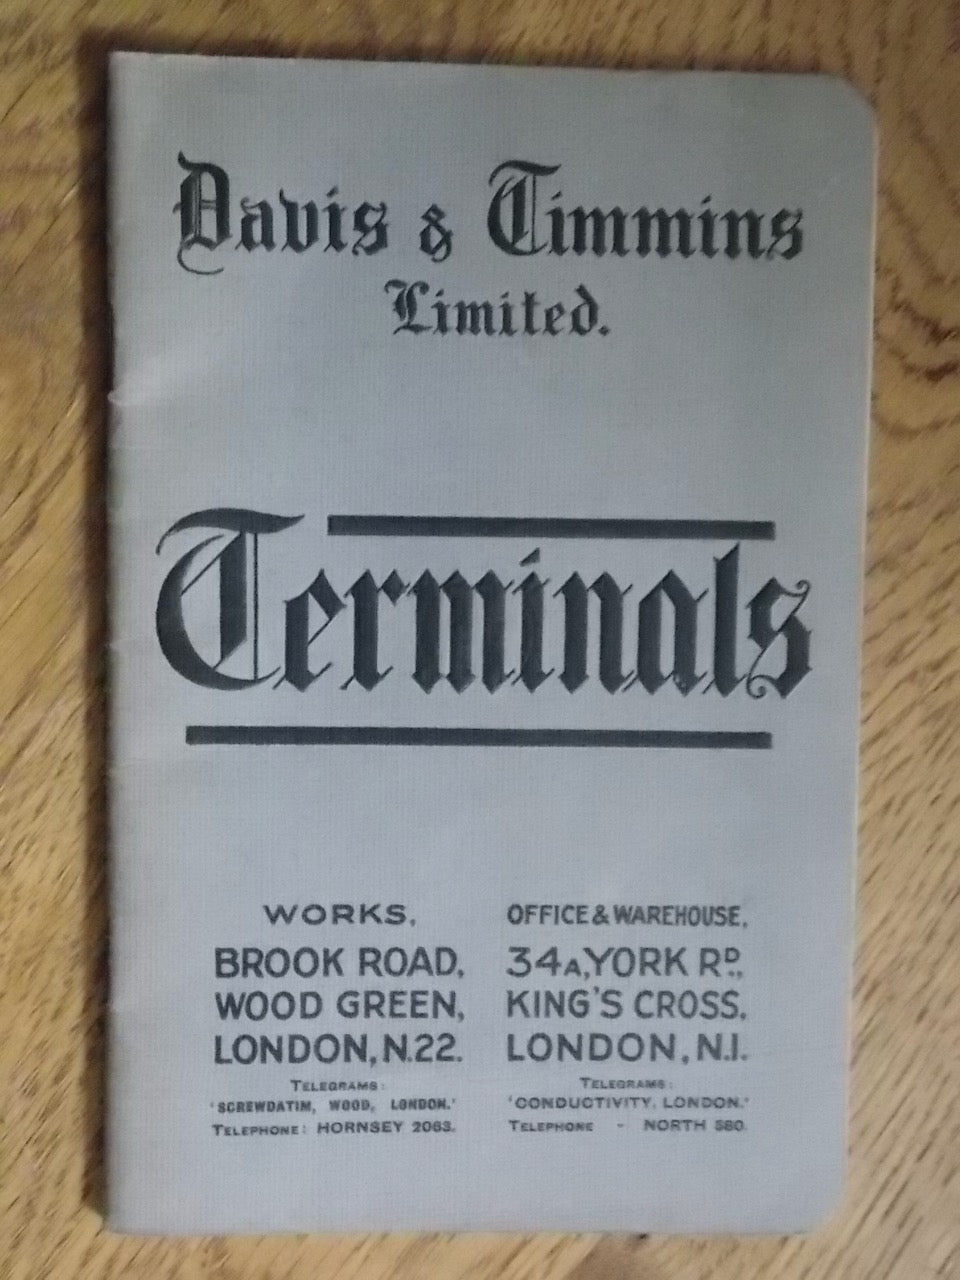 Davis & Timmins
Limited.
Terminals
WORKS,
BROOK ROAD,
WOOD GREEN,
LONDON, N.22.
TELEGRAMS:
'SCREWDATIM, WOOD, LONDON.'
TELEPHONE: HORNSEY 2063.
OFFICE & WAREHOUSE,
34A, YORK RD.,
KING'S CROSS,
LONDON, N.1.
TELEGRAMS:
'CONDUCTIVITY, LONDON.'
TELEPHONE - NORTH 580.